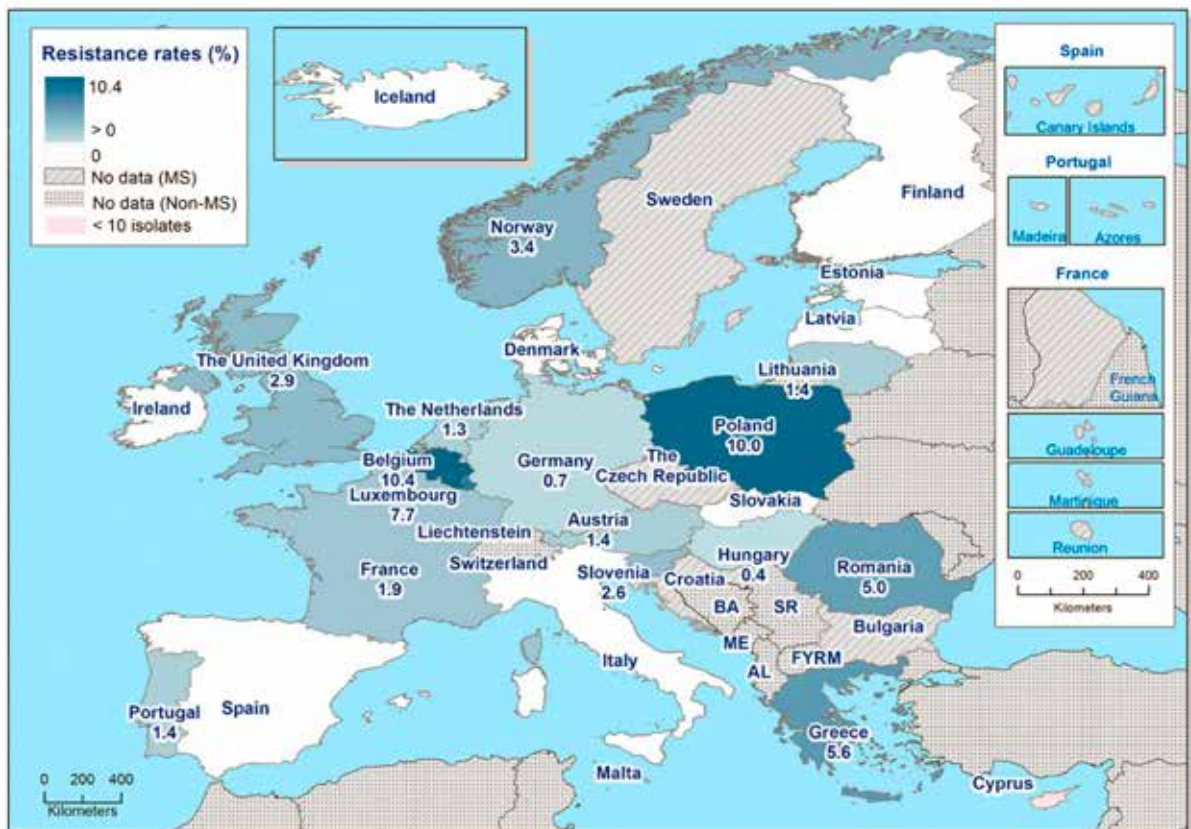 Resistance rates (%)
10.4
> 0
0
No data (MS)
No data (Non-MS)
< 10 isolates
Iceland
Norway
3.4
Sweden
Finland
Estonia
Latvia
Lithuania
1.4
The United Kingdom
2.9
Ireland
Denmark
The Netherlands
1.3
Belgium
10.4
Luxembourg
7.7
Germany
0.7
Poland
10.0
The
Czech Republic
Slovakia
Liechtenstein
Austria
1.4
Switzerland
France
1.9
Slovenia
2.6
Croatia
Hungary
0.4
Romania
5.0
BA
SR
ME
Bulgaria
AL
FYRM
Italy
Portugal
1.4
Spain
Greece
5.6
Malta
Cyprus
0 200 400
Kilometers
Spain
Canary Islands
Portugal
Madeira
Azores
France
French
Guiana
Guadeloupe
Martinique
Reunion
0 200 400
Kilometers